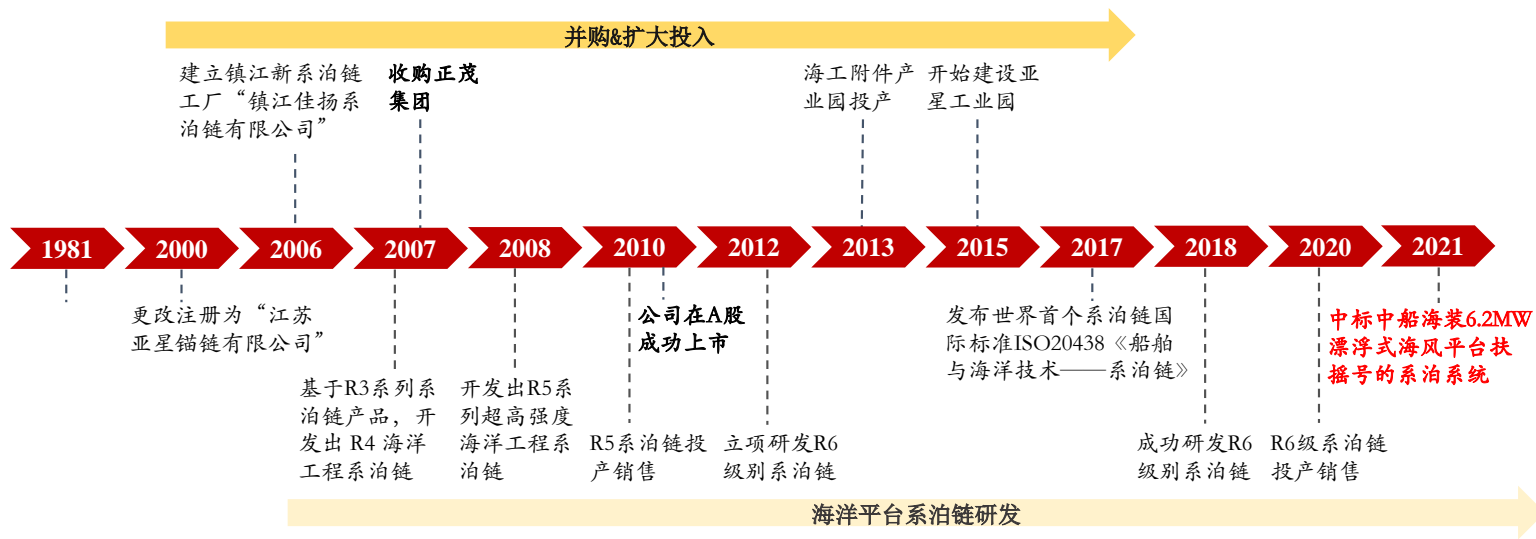 并购&扩大投入
建立镇江新系泊链
工厂“镇江佳扬系
泊链有限公司”
收购正茂
集团
海工附件产
业园投产
开始建设亚
星工业园
1981
2000
2006
2007
2008
2010
2012
2013
2015
2017
2018
2020
2021
更改注册为“江苏
亚星锚链有限公司”
基于R3系列系
泊链产品，开
发出 R4 海洋
工程系泊链
开发出R5系
列超高强度
海洋工程系
泊链
R5系泊链投
产销售
公司在A股
成功上市
立项研发R6
级别系泊链
发布世界首个系泊链国
际标准ISO20438《船舶
与海洋技术——系泊链》
成功研发R6
级别系泊链
R6级系泊链
投产销售
中标中船海装6.2MW
漂浮式海风平台扶
摇号的系泊系统
海洋平台系泊链研发